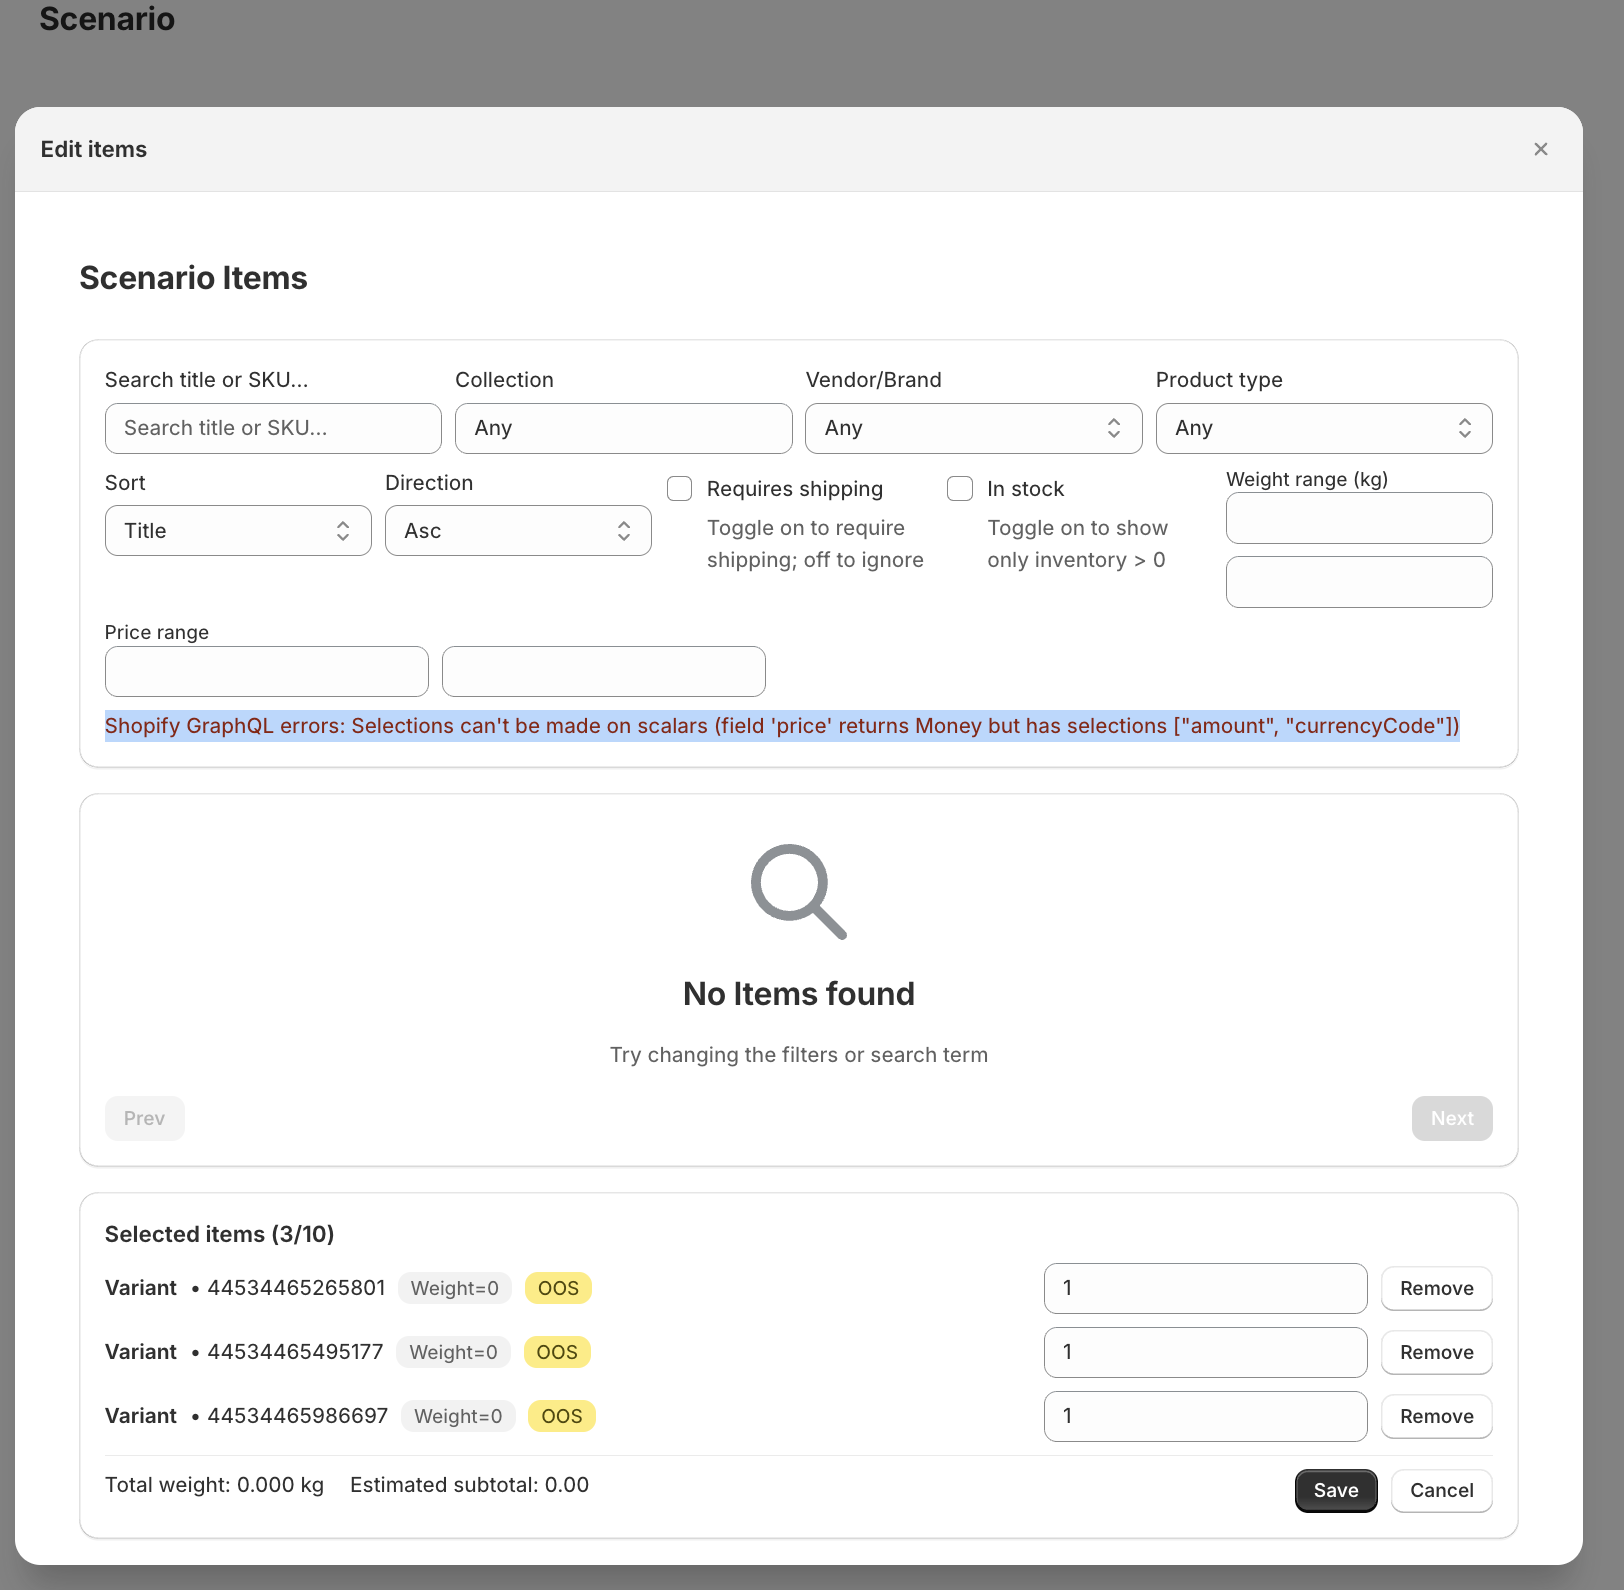 Scenario
Edit items
Scenario Items
Search title or SKU...
Collection
Vendor/Brand
Product type
Search title or SKU...
Any
Any
Any
Sort
Direction
Requires shipping
In stock
Weight range (kg)
Title
Asc
Toggle on to require
shipping; off to ignore
Toggle on to show
only inventory > 0
Price range
Shopify GraphQL errors: Selections can't be made on scalars (field 'price' returns Money but has selections ["amount", "currencyCode"])
No Items found
Try changing the filters or search term
Prev
Next
Selected items (3/10)
Variant • 44534465265801 Weight=0 OOS 1 Remove
Variant • 44534465495177 Weight=0 OOS 1 Remove
Variant • 44534465986697 Weight=0 OOS 1 Remove
Total weight: 0.000 kg Estimated subtotal: 0.00 Save Cancel